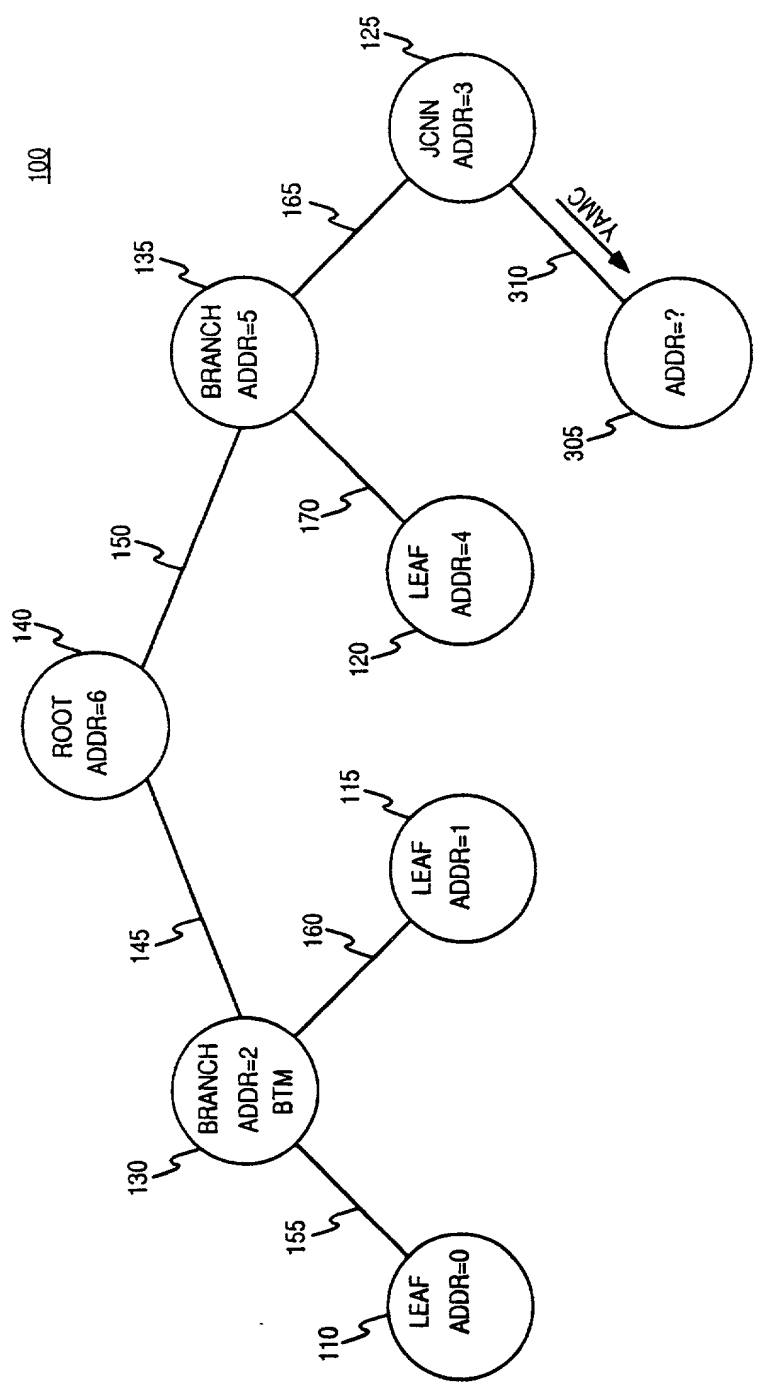 100
140
ROOT
ADDR=6
145
150
130
BRANCH
ADDR=2
BTM
135
BRANCH
ADDR=5
155
160
170
165
110
LEAF
ADDR=0
115
LEAF
ADDR=1
120
LEAF
ADDR=4
125
JCNN
ADDR=3
310
YAMC
305
ADDR=?